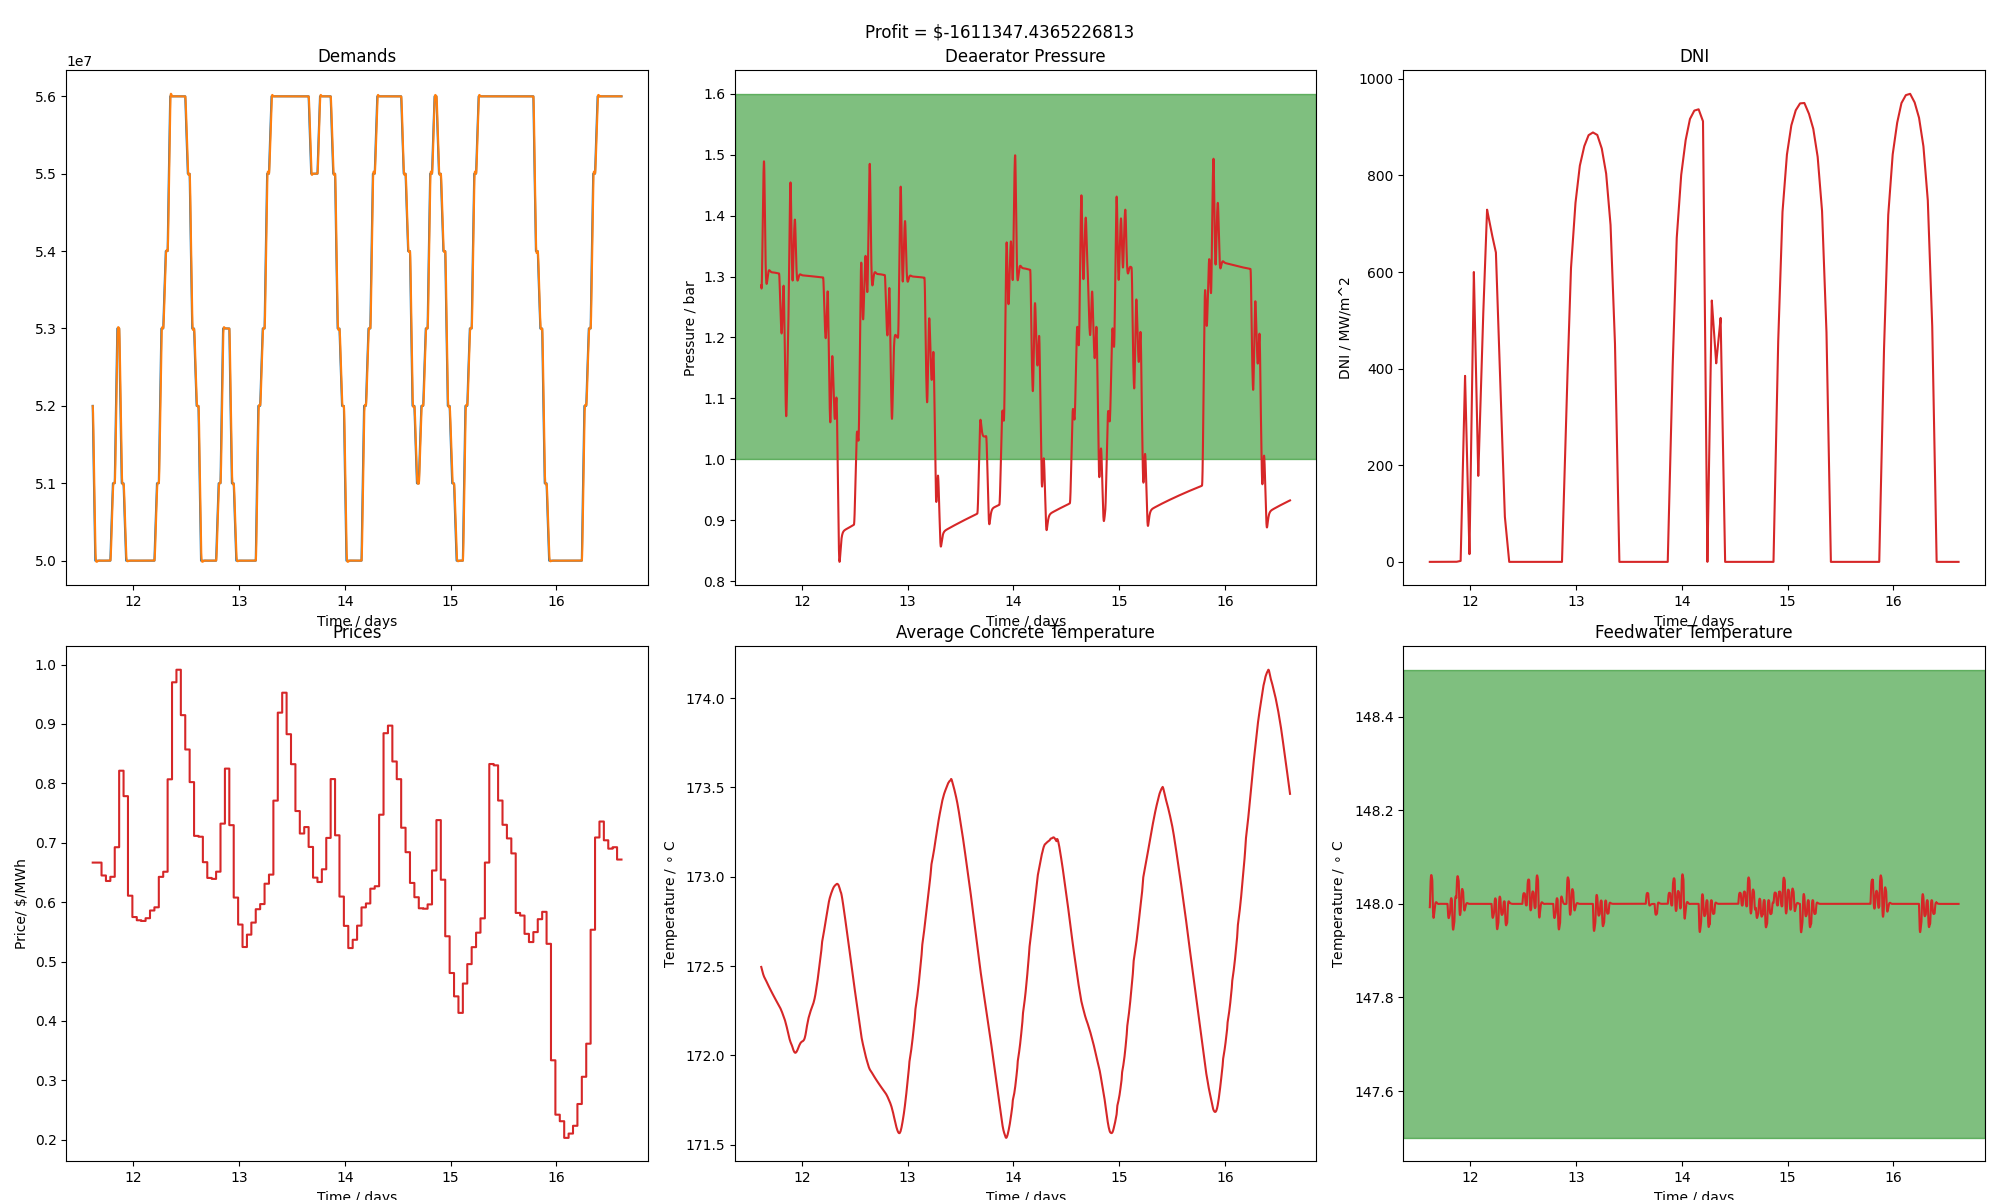 Profit = $-1611347.4365226813
Demands
1e7
5.6
5.5
5.4
5.3
5.2
5.1
5.0
12 13 14 15 16
Time / days
Deaerator Pressure
Pressure / bar
1.6
1.5
1.4
1.3
1.2
1.1
1.0
0.9
0.8
12 13 14 15 16
Time / days
DNI
DNI / MW/m^2
1000
800
600
400
200
0
12 13 14 15 16
Time / days
Prices
Price/ $/MWh
1.0
0.9
0.8
0.7
0.6
0.5
0.4
0.3
0.2
12 13 14 15 16
Time / days
Average Concrete Temperature
Temperature / ∘ C
174.0
173.5
173.0
172.5
172.0
171.5
12 13 14 15 16
Time / days
Feedwater Temperature
Temperature / ∘ C
148.4
148.2
148.0
147.8
147.6
12 13 14 15 16
Time / days